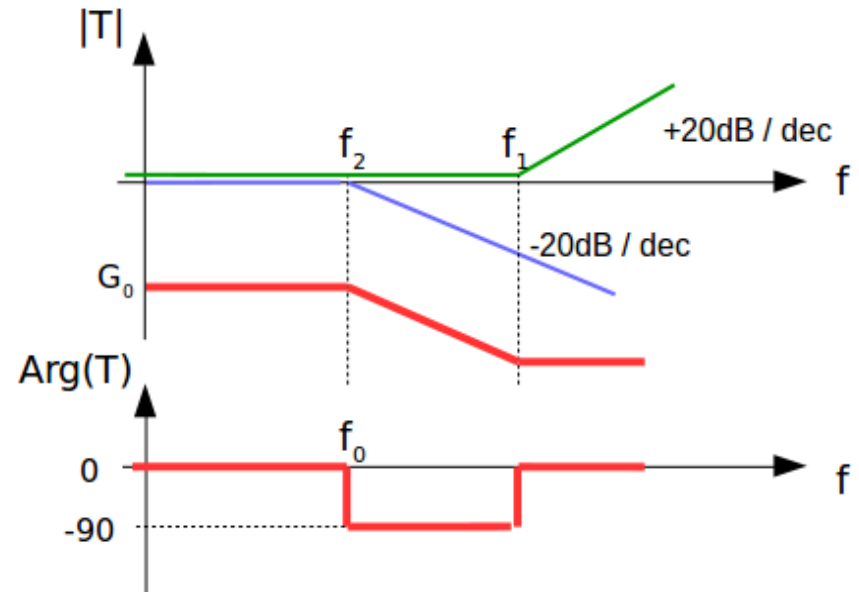 |T|
f₂
f₁
+20dB / dec
f
-20dB / dec
G₀
Arg(T)
f₀
0
f
-90